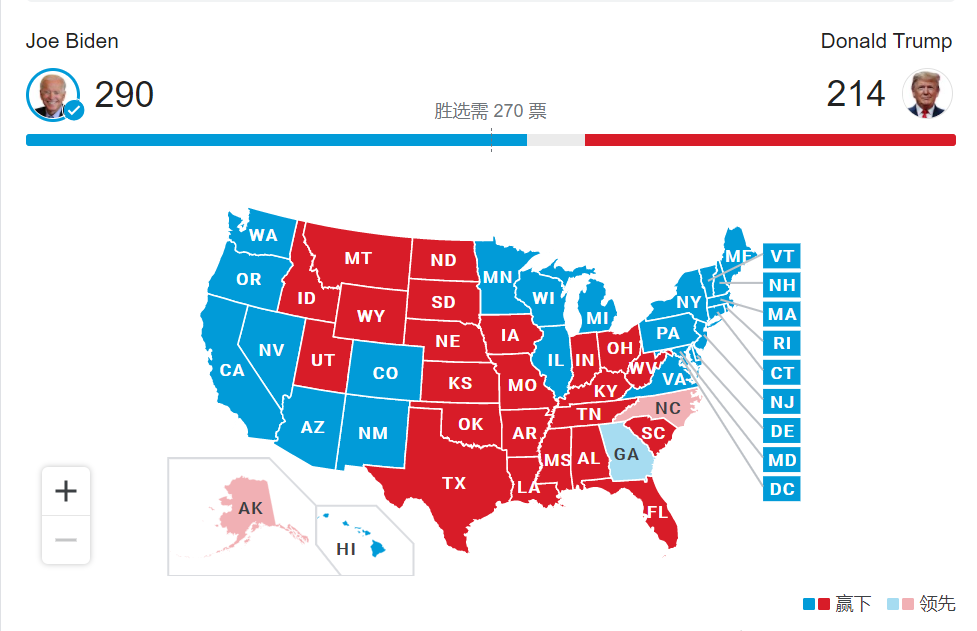 Joe Biden
Donald Trump
290
214
胜选需 270 票
WA
MT
ND
MN
ME
VT
OR
ID
SD
WI
NY
NH
WY
MI
MA
NV
NE
IA
PA
RI
CA
UT
CO
IL
IN
OH
WV
VA
CT
KS
MO
KY
NJ
AZ
NM
OK
AR
TN
NC
DE
TX
LA
MS
AL
GA
SC
MD
FL
DC
AK
HI
+
−
赢下
领先